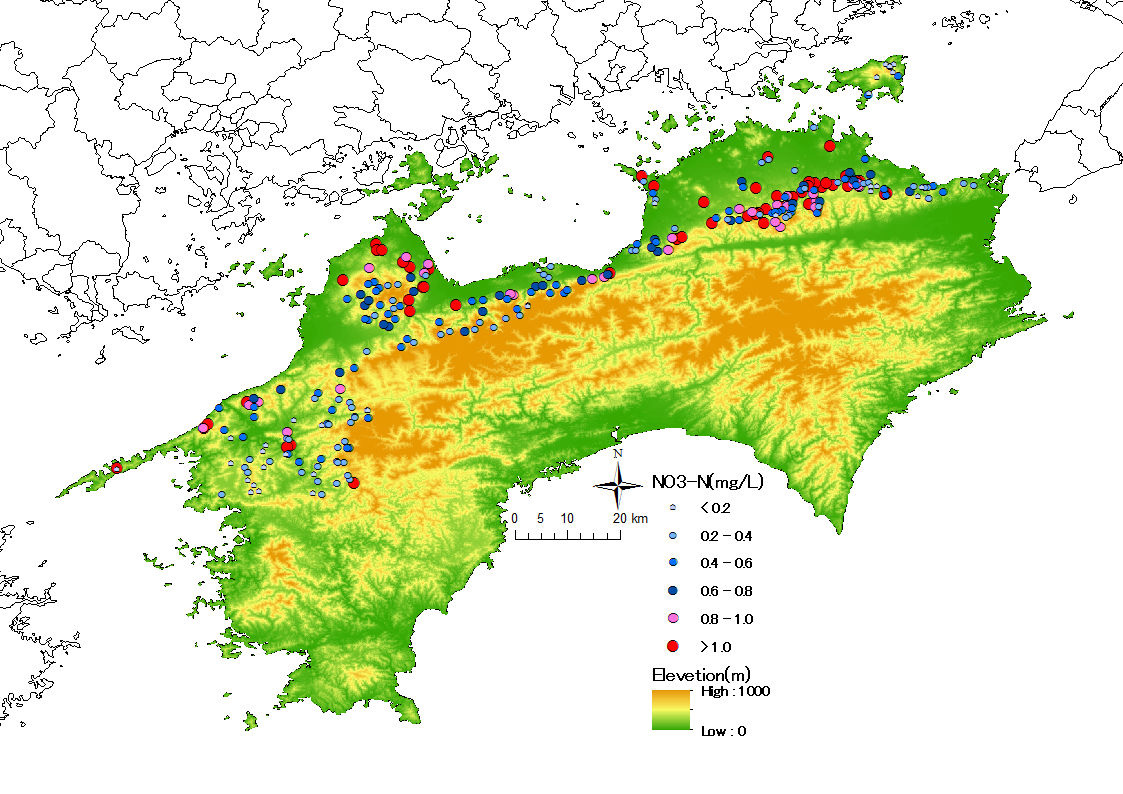 N
0 5 10 20 km
NO3-N(mg/L)
< 0.2
0.2 - 0.4
0.4 - 0.6
0.6 - 0.8
0.8 - 1.0
> 1.0
Elevetion(m)
High : 1000
Low : 0